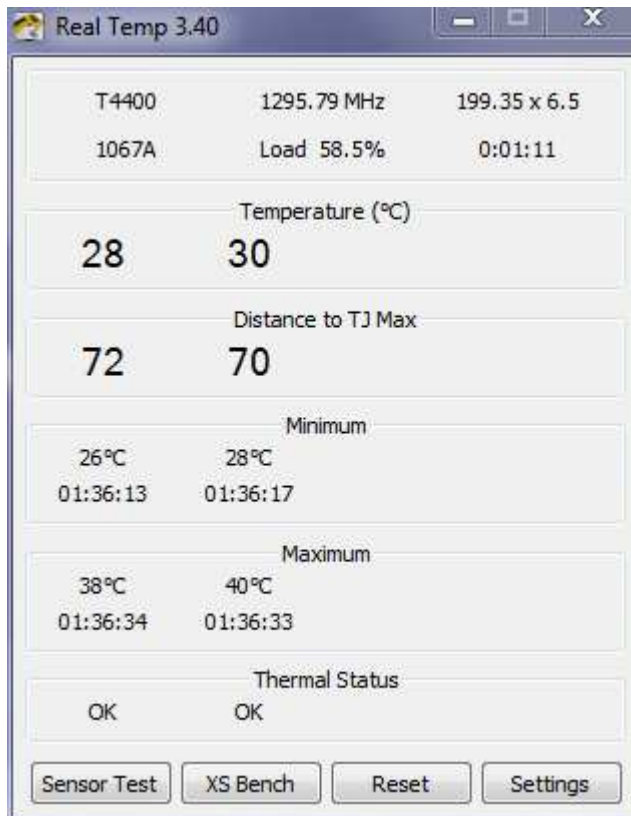 Real Temp 3.40
T4400 1295.79 MHz 199.35 x 6.5
1067A Load 58.5% 0:01:11
Temperature (°C)
28 30
Distance to TJ Max
72 70
Minimum
26°C 28°C
01:36:13 01:36:17
Maximum
38°C 40°C
01:36:34 01:36:33
Thermal Status
OK OK
Sensor Test XS Bench Reset Settings